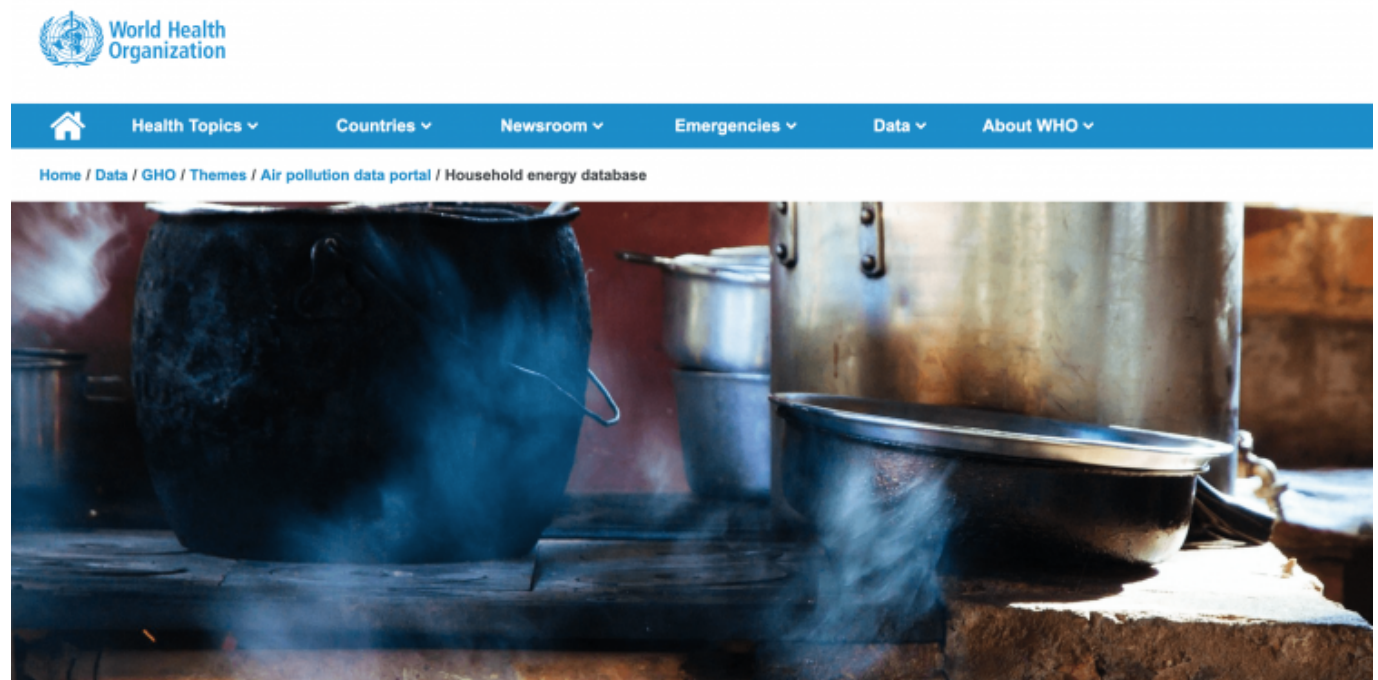 World Health
Organization
Health Topics Countries Newsroom Emergencies Data About WHO
Home / Data / GHO / Themes / Air pollution data portal / Household energy database